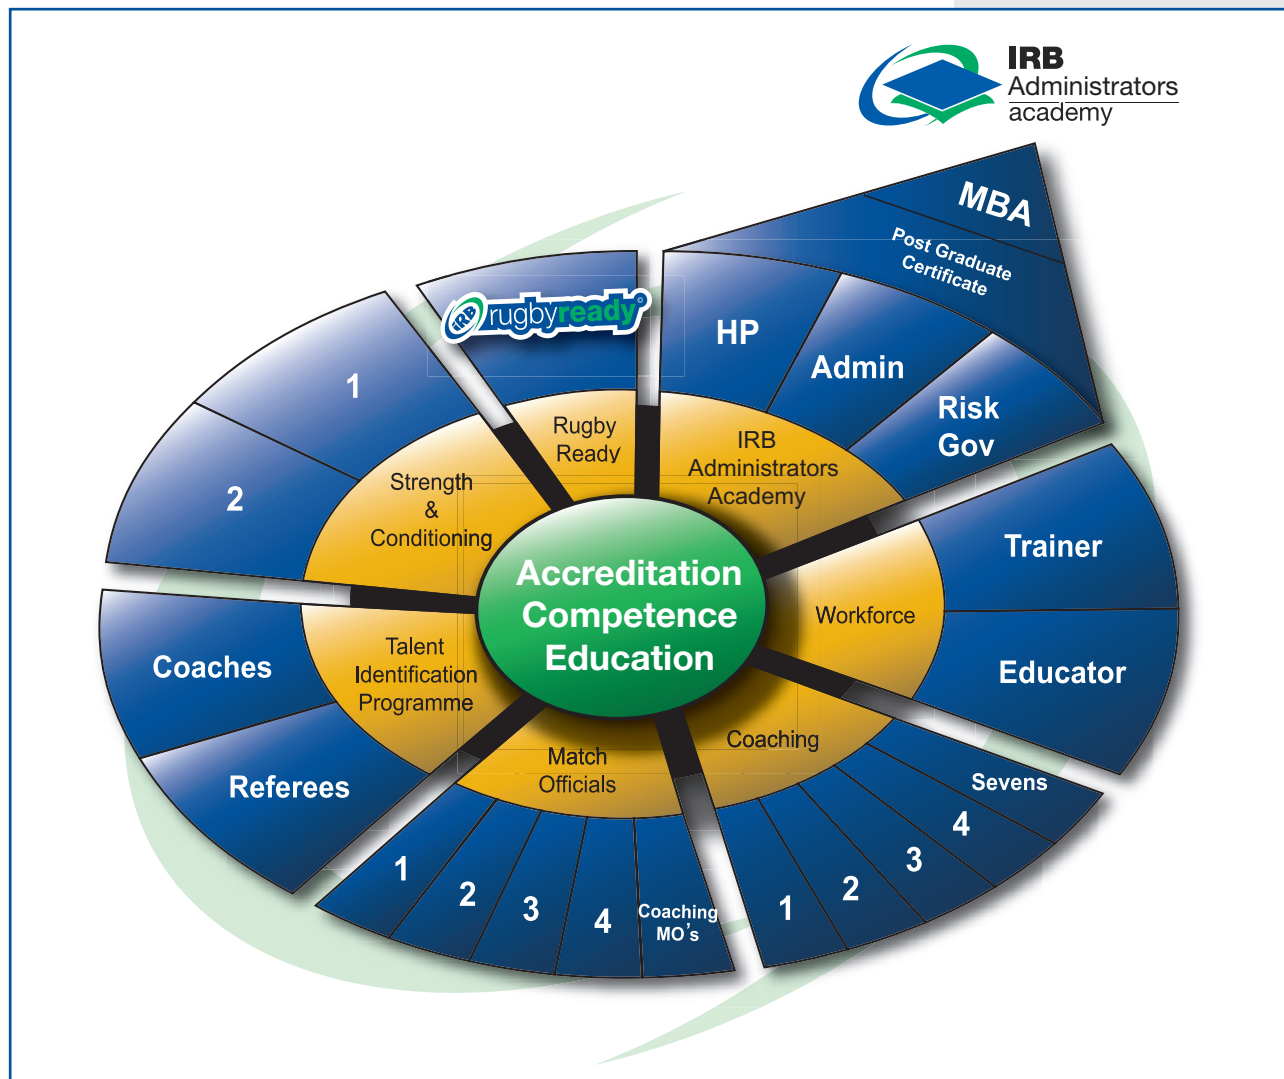 IRB
Administrators
academy
MBA
Post Graduate
Certificate
IRB rugbyready©
HP
Admin
Risk
Gov
1
2
Rugby
Ready
IRB
Administrators
Academy
Strength
&
Conditioning
Trainer
Educator
Workforce
Accreditation
Competence
Education
Coaches
Referees
Talent
Identification
Programme
Match
Officials
Coaching
Sevens
4
3
2
1
1
2
3
4
Coaching
MO's